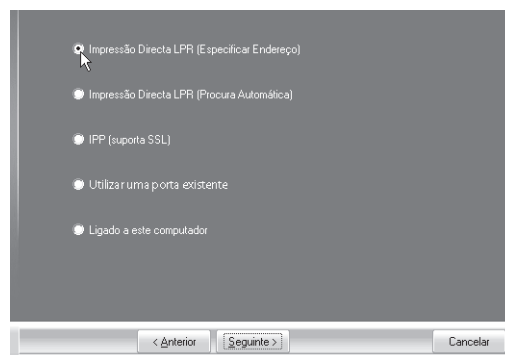 Impressão Directa LPR (Especificar Endereço)
Impressão Directa LPR (Procura Automática)
IPP (suporta SSL)
Utilizar uma porta existente
Ligado a este computador
< Anterior Seguinte > Cancelar